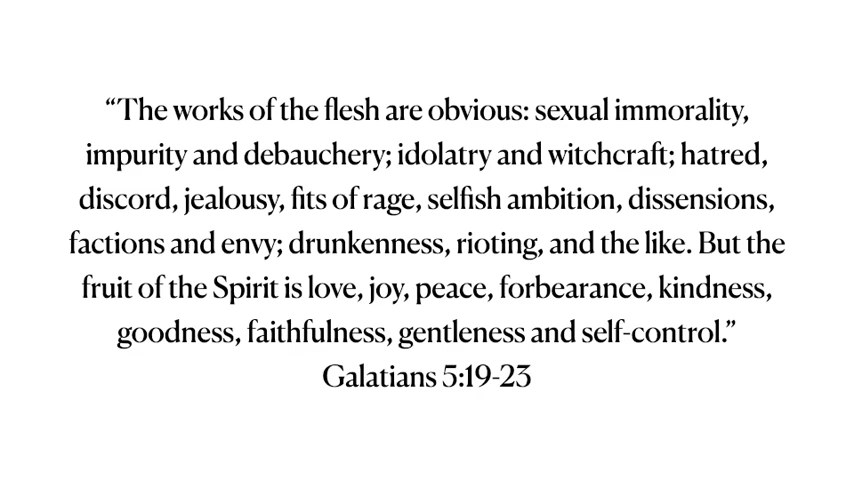 “The works of the flesh are obvious: sexual immorality,
impurity and debauchery; idolatry and witchcraft; hatred,
discord, jealousy, fits of rage, selfish ambition, dissensions,
factions and envy; drunkenness, rioting, and the like. But the
fruit of the Spirit is love, joy, peace, forbearance, kindness,
goodness, faithfulness, gentleness and self-control.”
Galatians 5:19-23